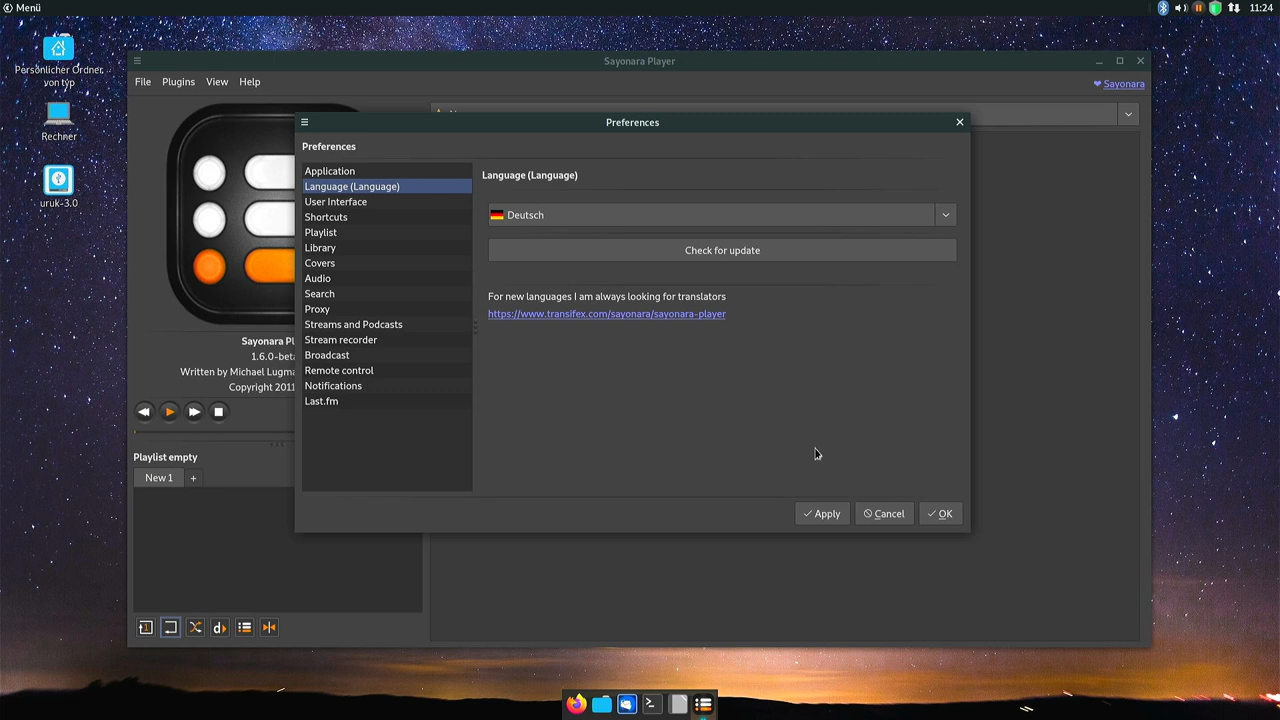 Menü
11:24
Persönlicher Ordner
von typ
Rechner
uruk-3.0
Sayonara Player
File Plugins View Help
Sayonara
Preferences
Preferences
Application
Language (Language)
User Interface
Shortcuts
Playlist
Library
Covers
Audio
Search
Proxy
Streams and Podcasts
Stream recorder
Broadcast
Remote control
Notifications
Last.fm
Language (Language)
Deutsch
Check for update
For new languages I am always looking for translators
https://www.transifex.com/sayonara/sayonara-player
Apply Cancel OK
Sayonara
1.6.0-beta
Written by Michael
Copyright 2011
Playlist empty
New 1 +